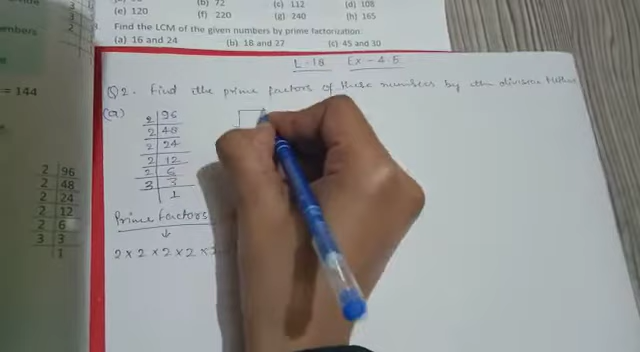 (b) 72 (c) 112 (d) 108
(e) 120 (f) 220 (g) 240 (h) 165
Find the LCM of the given numbers by prime factorization.
(a) 16 and 24 (b) 18 and 27 (c) 45 and 30
L-18 Ex-4.5
Q2. Find the prime factors of these numbers by the division
(a) 2 96
2 48
2 24
2 12
2 6
3 3
1
Prime factors
↓
2 × 2 × 2 × 2 ×
umbers
= 144
2 96
2 48
2 24
2 12
2 6
3 3
1